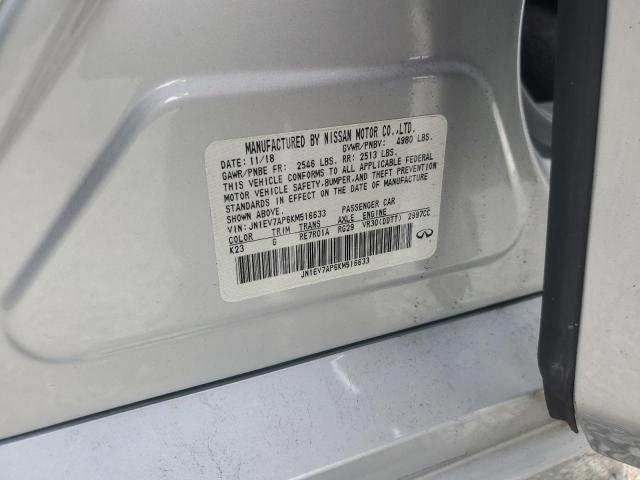 MANUFACTURED BY NISSAN MOTOR CO.,LTD.
DATE: 11/18 GVWR/PNBV: 4980 LBS.
GAWR/PNBE FR: 2546 LBS. RR: 2513 LBS.
THIS VEHICLE CONFORMS TO ALL APPLICABLE FEDERAL
MOTOR VEHICLE SAFETY,BUMPER,AND THEFT PREVENTION
STANDARDS IN EFFECT ON THE DATE OF MANUFACTURE
SHOWN ABOVE.
VIN: JN1EV7AP6KM516633 PASSENGER CAR
COLOR TRIM TRANS AXLE ENGINE
K23 G RE7R01A RG29 VR30(DDTT) 2997CC
JN1EV7AP6KM516633